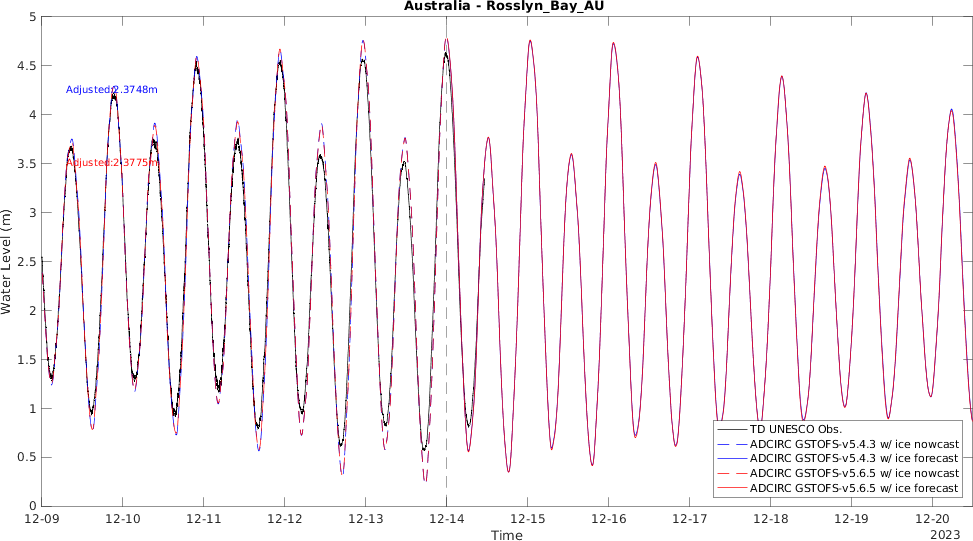 Australia - Rosslyn_Bay_AU
5
4.5
4
3.5
3
2.5
2
1.5
1
0.5
0
Water Level (m)
Adjusted:2.3748m
Adjusted:2.3775m
TD UNESCO Obs.
ADCIRC GSTOFS-v5.4.3 w/ ice nowcast
ADCIRC GSTOFS-v5.4.3 w/ ice forecast
ADCIRC GSTOFS-v5.6.5 w/ ice nowcast
ADCIRC GSTOFS-v5.6.5 w/ ice forecast
12-09 12-10 12-11 12-12 12-13 12-14 12-15 12-16 12-17 12-18 12-19 12-20
Time 2023